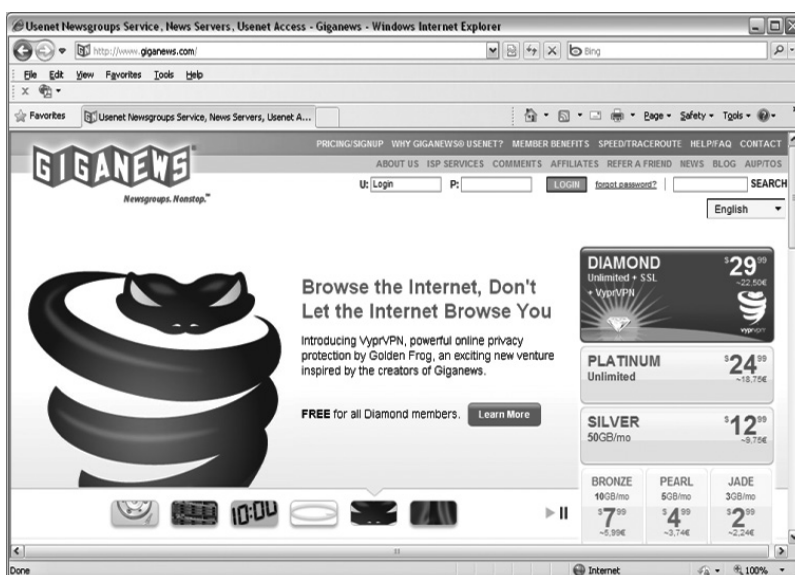 Usenet Newsgroups Service, News Servers, Usenet Access - Giganews - Windows Internet Explorer
http://www.giganews.com/
Bing
File Edit View Favorites Tools Help
x
Favorites
Usenet Newsgroups Service, News Servers, Usenet A...
Page Safety Tools
GIGANEWS
Newsgroups. Nonstop.™
PRICING/SIGNUP WHY GIGANEWS® USENET? MEMBER BENEFITS SPEED/TRACEROUTE HELP/FAQ CONTACT
ABOUT US ISP SERVICES COMMENTS AFFILIATES REFER A FRIEND NEWS BLOG AUP/TOS
U: Login P: LOGIN forgot password? | SEARCH
English
Browse the Internet, Don't
Let the Internet Browse You
Introducing VyprVPN, powerful online privacy
protection by Golden Frog, an exciting new venture
inspired by the creators of Giganews.
FREE for all Diamond members. Learn More
DIAMOND $29.99
Unlimited + SSL ~22,50€
+ VyprVPN
vyprvpn
PLATINUM $24.99
Unlimited ~18,75€
SILVER $12.99
50GB/mo ~9,75€
BRONZE PEARL JADE
10GB/mo 5GB/mo 3GB/mo
$7.99 $4.99 $2.99
~5,99€ ~3,74€ ~2,24€
10:00
Done Internet 100%